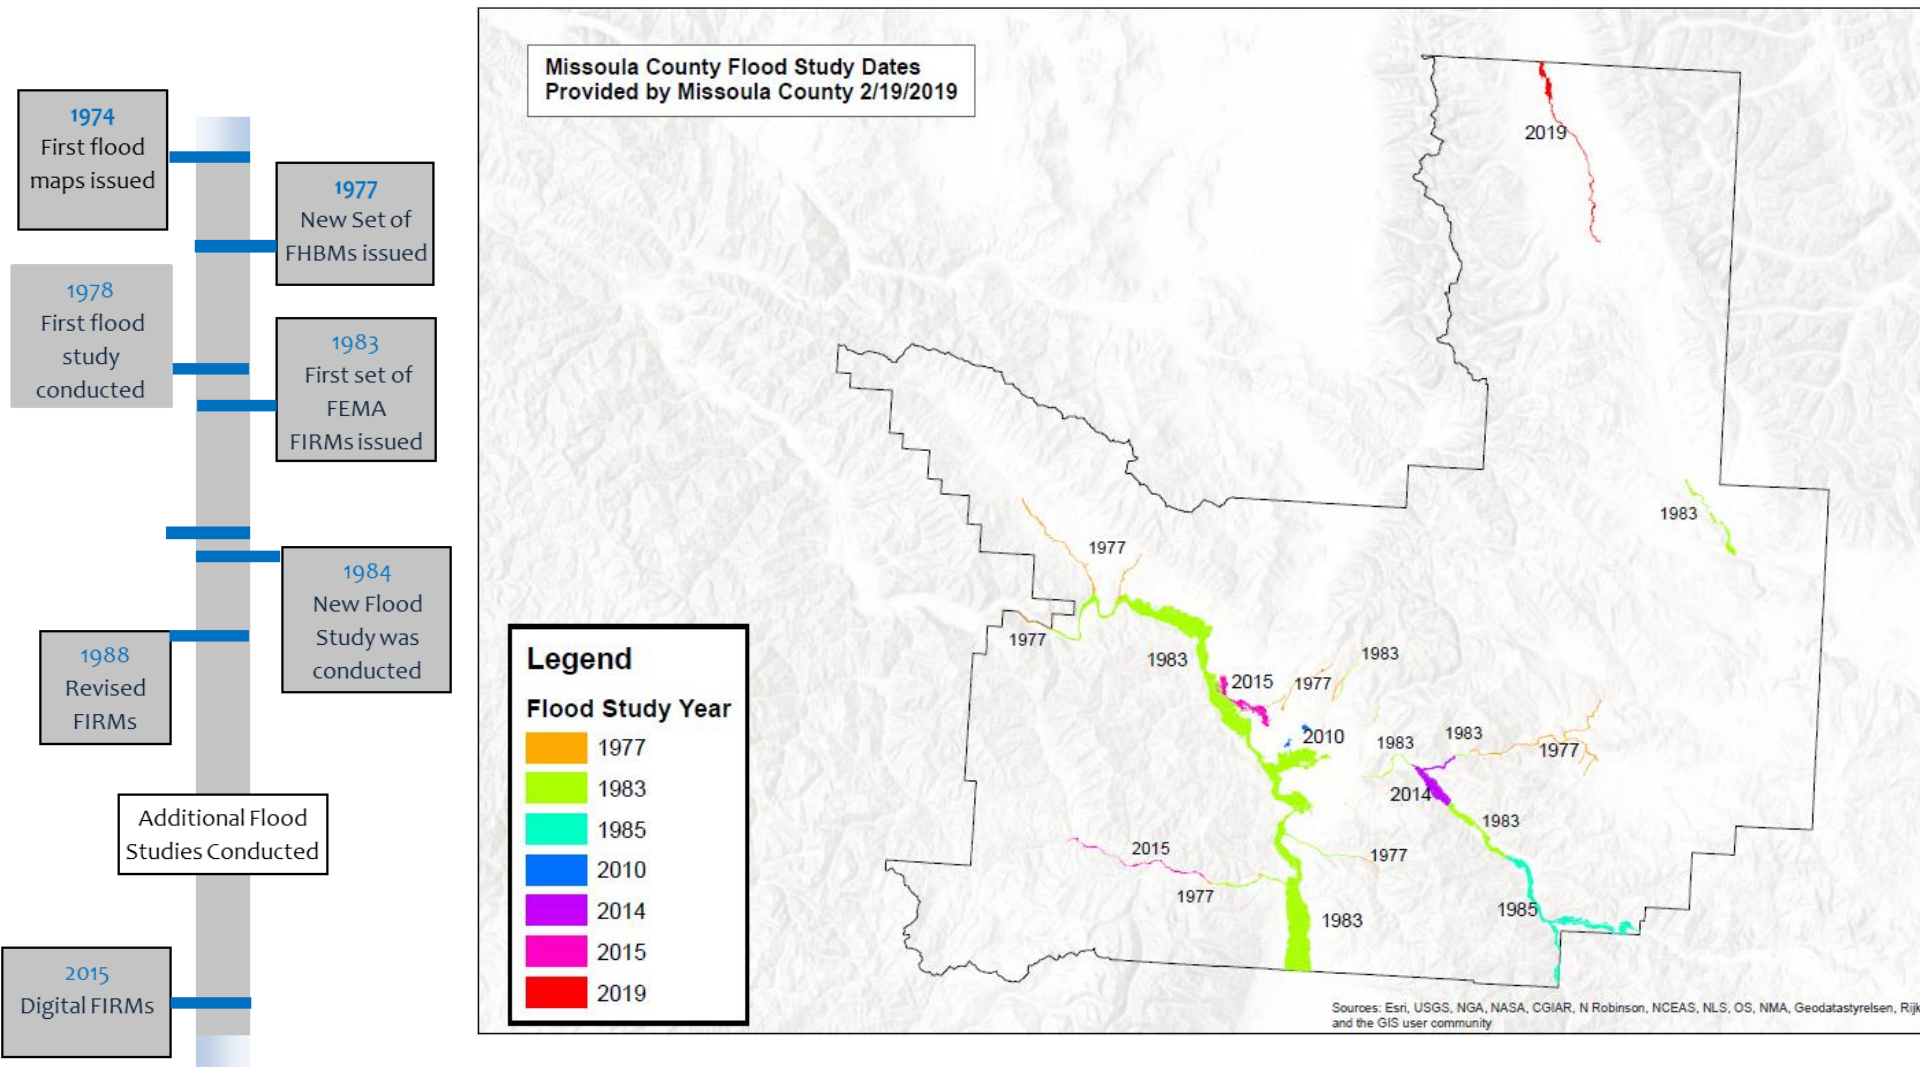 1974
First flood
maps issued
1977
New Set of
FHBMs issued
1978
First flood
study
conducted
1983
First set of
FEMA
FIRMs issued
1984
New Flood
Study was
conducted
1988
Revised
FIRMs
Additional Flood
Studies Conducted
2015
Digital FIRMs
Missoula County Flood Study Dates
Provided by Missoula County 2/19/2019
2019
1983
1977
1977
1983
1983
2015
1977
2010
1983
1983
1977
2014
1983
2015
1977
1977
1985
1983
Legend
Flood Study Year
1977
1983
1985
2010
2014
2015
2019
Sources: Esri, USGS, NGA, NASA, CGIAR, N Robinson, NCEAS, NLS, OS, NMA, Geodatastyrelsen, Rijk
and the GIS user community